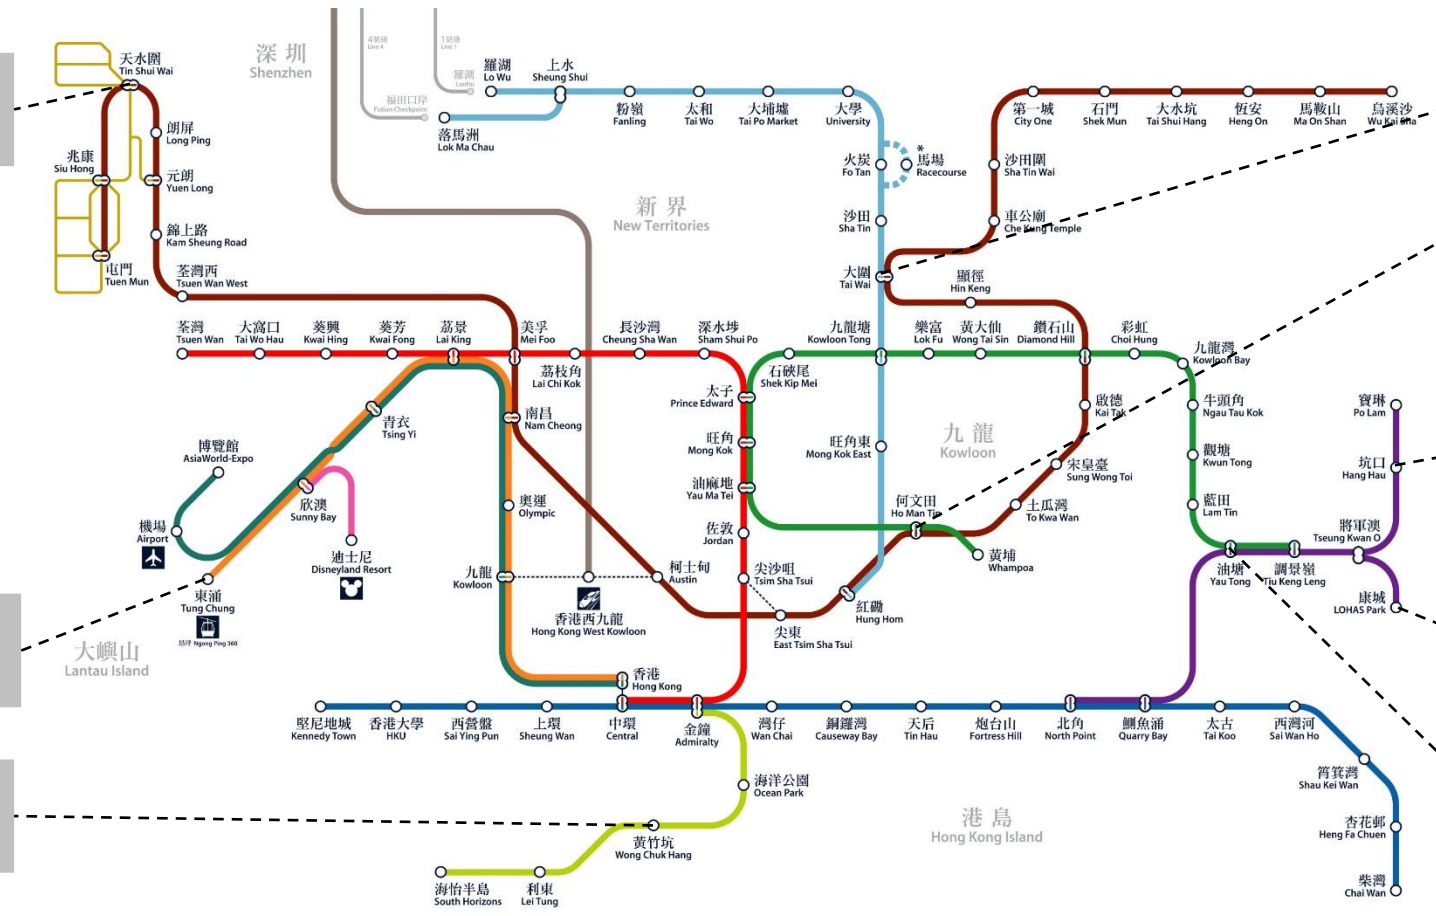 天水圍
Tin Shui Wai
朗屏
Long Ping
兆康
Siu Hong
元朗
Yuen Long
錦上路
Kam Sheung Road
屯門
Tuen Mun
荃灣西
Tsuen Wan West
深圳
Shenzhen
4號綫
Line 4
1號綫
Line 1
羅湖
Luohu
福田口岸
Futian Checkpoint
羅湖
Lo Wu
上水
Sheung Shui
落馬洲
Lok Ma Chau
粉嶺
Fanling
太和
Tai Wo
大埔墟
Tai Po Market
大學
University
火炭
Fo Tan
*
馬場
Racecourse
沙田
Sha Tin
大圍
Tai Wai
新界
New Territories
第一城
City One
石門
Shek Mun
大水坑
Tai Shui Hang
恆安
Heng On
馬鞍山
Ma On Shan
烏溪沙
Wu Kai Sha
沙田圍
Sha Tin Wai
車公廟
Che Kung Temple
顯徑
Hin Keng
荃灣
Tsuen Wan
大窩口
Tai Wo Hau
葵興
Kwai Hing
葵芳
Kwai Fong
荔景
Lai King
美孚
Mei Foo
荔枝角
Lai Chi Kok
長沙灣
Cheung Sha Wan
深水埗
Sham Shui Po
石硤尾
Shek Kip Mei
九龍塘
Kowloon Tong
樂富
Lok Fu
黃大仙
Wong Tai Sin
鑽石山
Diamond Hill
彩虹
Choi Hung
九龍灣
Kowloon Bay
太子
Prince Edward
旺角
Mong Kok
油麻地
Yau Ma Tei
佐敦
Jordan
尖沙咀
Tsim Sha Tsui
旺角東
Mong Kok East
九龍
Kowloon
啟德
Kai Tak
宋皇臺
Sung Wong Toi
土瓜灣
To Kwa Wan
何文田
Ho Man Tin
黃埔
Whampoa
紅磡
Hung Hom
尖東
East Tsim Sha Tsui
牛頭角
Ngau Tau Kok
觀塘
Kwun Tong
藍田
Lam Tin
油塘
Yau Tong
調景嶺
Tiu Keng Leng
將軍澳
Tseung Kwan O
寶琳
Po Lam
坑口
Hang Hau
康城
LOHAS Park
青衣
Tsing Yi
南昌
Nam Cheong
奧運
Olympic
九龍
Kowloon
柯士甸
Austin
香港西九龍
Hong Kong West Kowloon
博覽館
AsiaWorld-Expo
機場
Airport
欣澳
Sunny Bay
迪士尼
Disneyland Resort
東涌
Tung Chung
昂坪 Ngong Ping 360
大嶼山
Lantau Island
香港
Hong Kong
堅尼地城
Kennedy Town
香港大學
HKU
西營盤
Sai Ying Pun
上環
Sheung Wan
中環
Central
金鐘
Admiralty
灣仔
Wan Chai
銅鑼灣
Causeway Bay
天后
Tin Hau
炮台山
Fortress Hill
北角
North Point
鰂魚涌
Quarry Bay
太古
Tai Koo
西灣河
Sai Wan Ho
筲箕灣
Shau Kei Wan
杏花邨
Heng Fa Chuen
柴灣
Chai Wan
海洋公園
Ocean Park
黃竹坑
Wong Chuk Hang
利東
Lei Tung
海怡半島
South Horizons
港島
Hong Kong Island